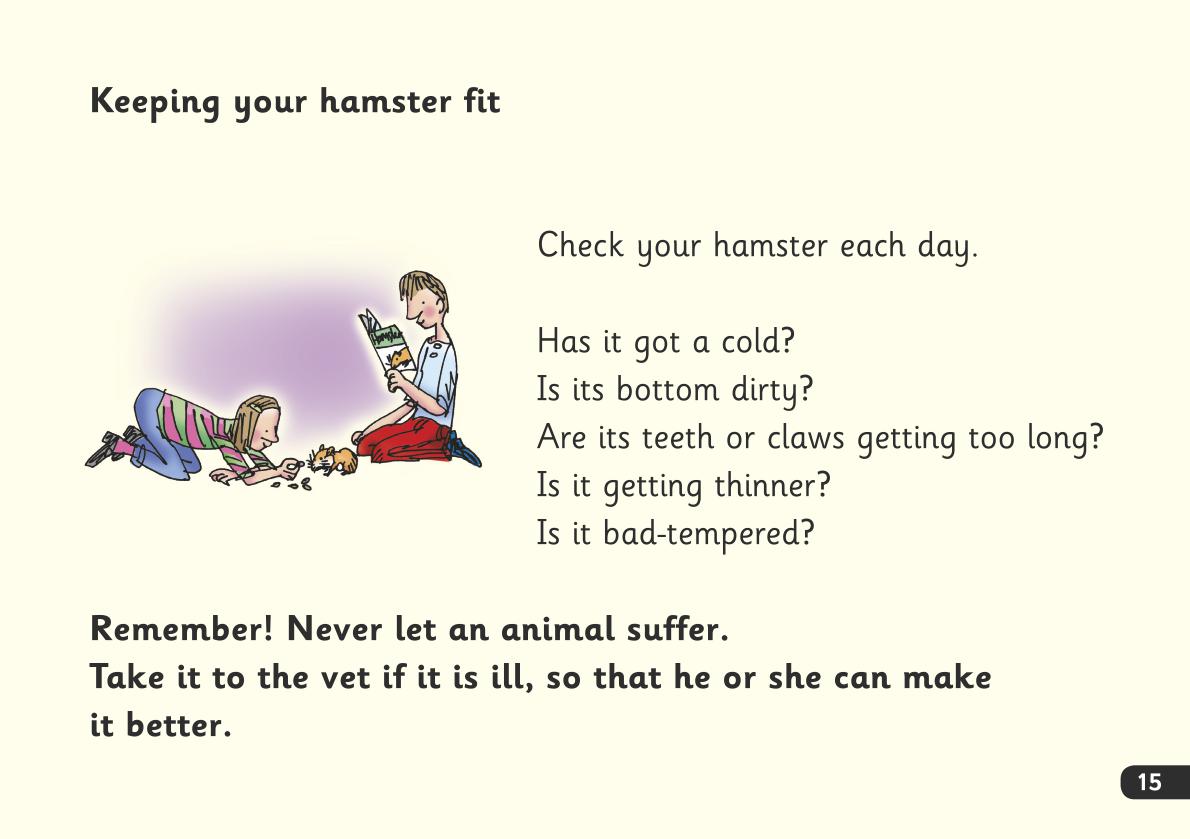 Keeping your hamster fit
Check your hamster each day.
Has it got a cold?
Is its bottom dirty?
Are its teeth or claws getting too long?
Is it getting thinner?
Is it bad-tempered?
Hamster
Remember! Never let an animal suffer.
Take it to the vet if it is ill, so that he or she can make
it better.
15